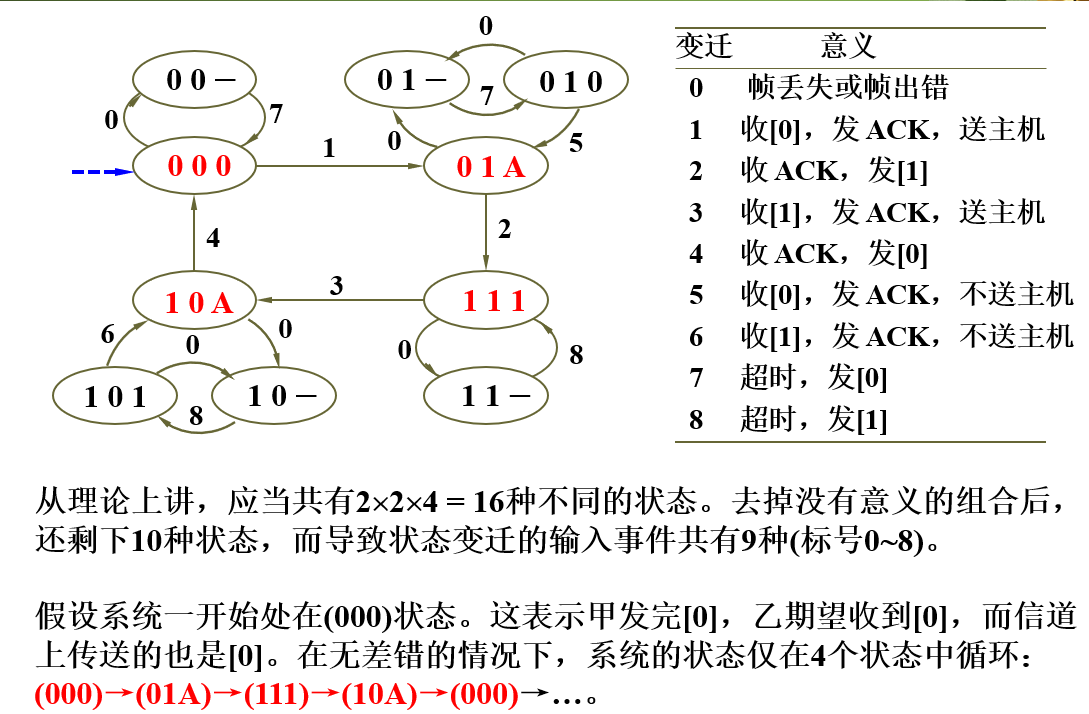 0
0 0 –
0 1 –
0 1 0
7
0
7
0
5
0 0 0
1
0 1 A
4
2
1 0 A
3
1 1 1
6
0
0
0
8
1 0 1
1 0 –
8
1 1 –
变迁 意义
0 帧丢失或帧出错
1 收[0]，发 ACK，送主机
2 收 ACK，发[1]
3 收[1]，发 ACK，送主机
4 收 ACK，发[0]
5 收[0]，发 ACK，不送主机
6 收[1]，发 ACK，不送主机
7 超时，发[0]
8 超时，发[1]
从理论上讲，应当共有2×2×4 = 16种不同的状态。去掉没有意义的组合后，
还剩下10种状态，而导致状态变迁的输入事件共有9种(标号0~8)。
假设系统一开始处在(000)状态。这表示甲发完[0]，乙期望收到[0]，而信道
上传送的也是[0]。在无差错的情况下，系统的状态仅在4个状态中循环：
(000)→(01A)→(111)→(10A)→(000)→…。